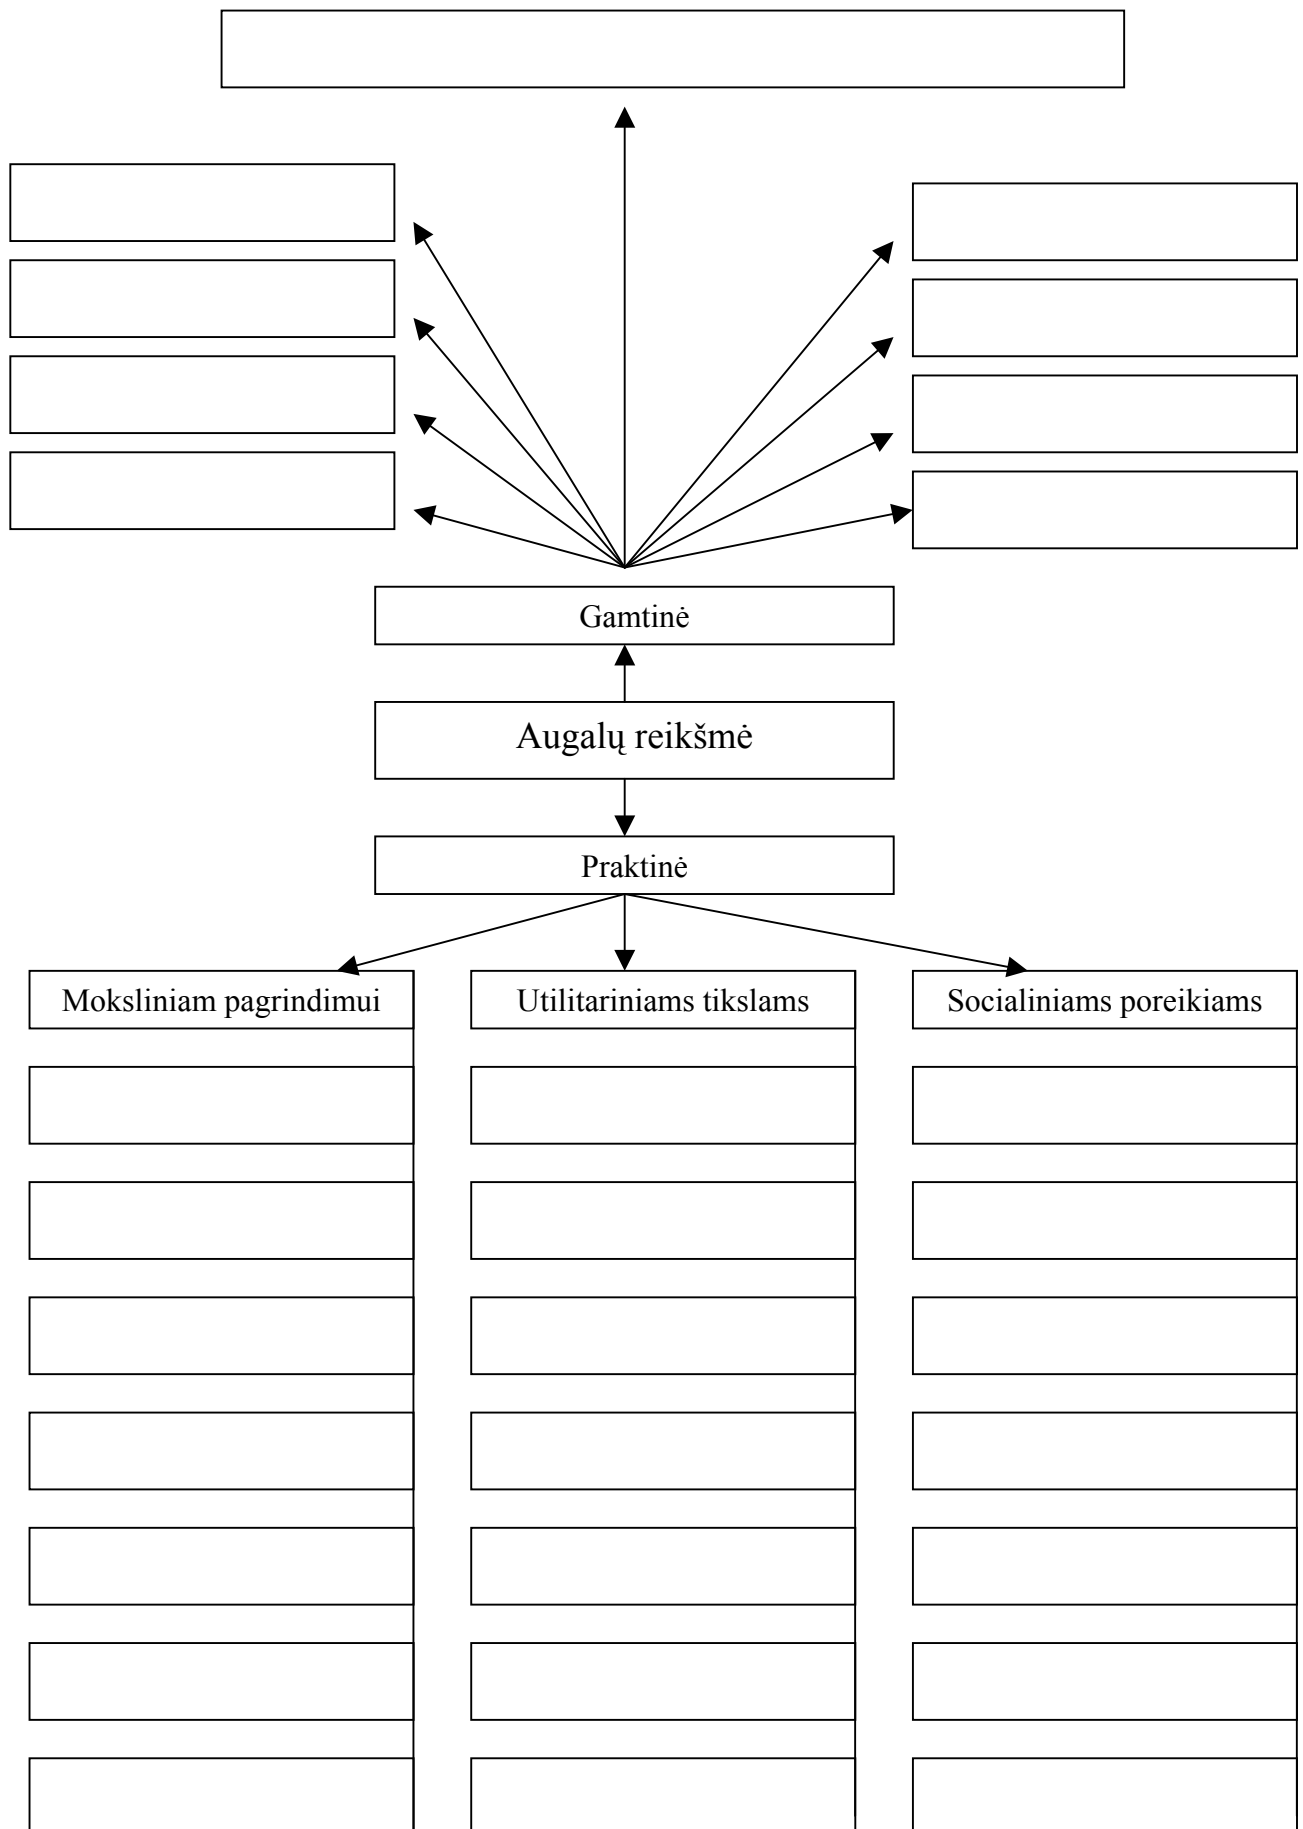 Gamtinė
Augalų reikšmė
Praktinė
Moksliniam pagrindimui
Utilitariniams tikslams
Socialiniams poreikiams